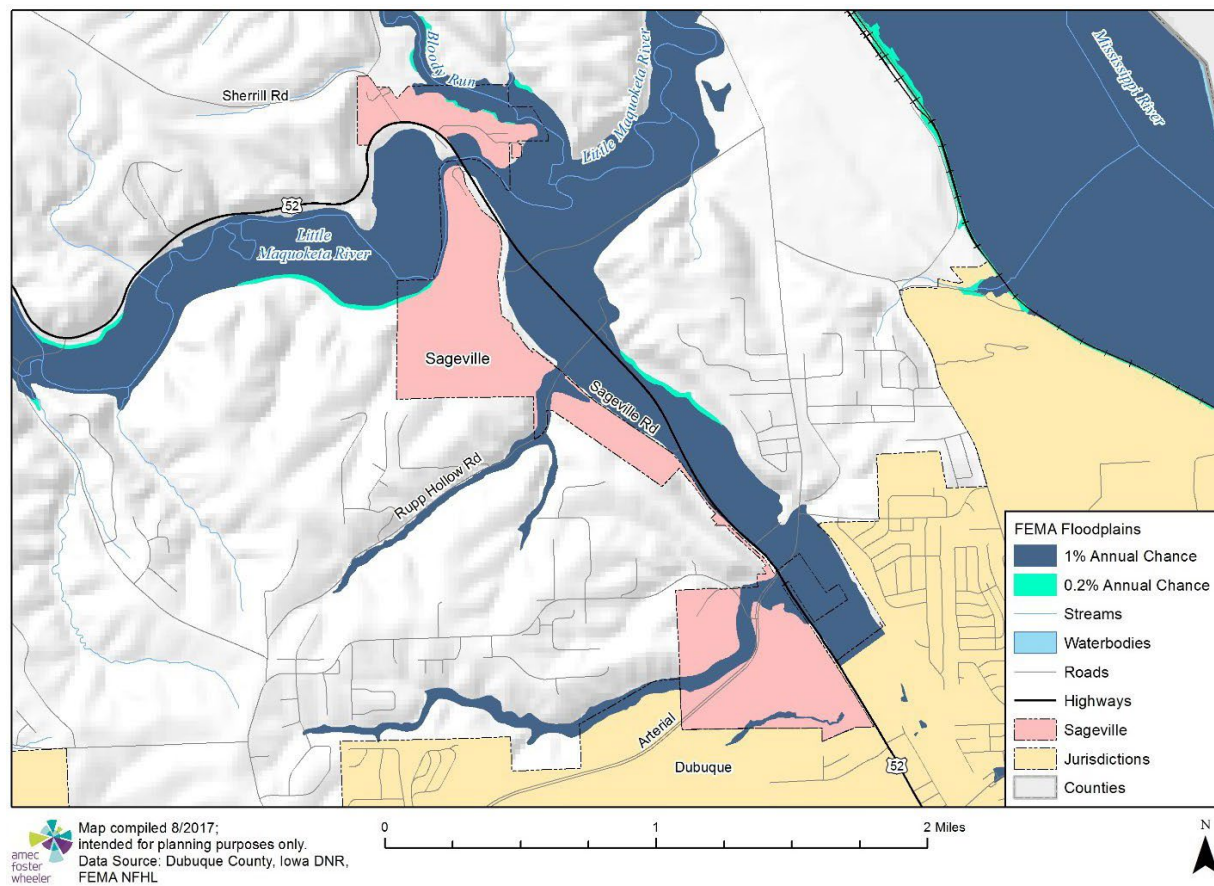 Bloody Run
Little Maquoketa River
Mississippi River
Sherrill Rd
52
Little
Maquoketa River
Sageville
Sageville Rd
Rupp Hollow Rd
Arterial
Dubuque
52
FEMA Floodplains
1% Annual Chance
0.2% Annual Chance
Streams
Waterbodies
Roads
Highways
Sageville
Jurisdictions
Counties
amec
foster
wheeler
Map compiled 8/2017;
intended for planning purposes only.
Data Source: Dubuque County, Iowa DNR,
FEMA NFHL
0
1
2 Miles
N